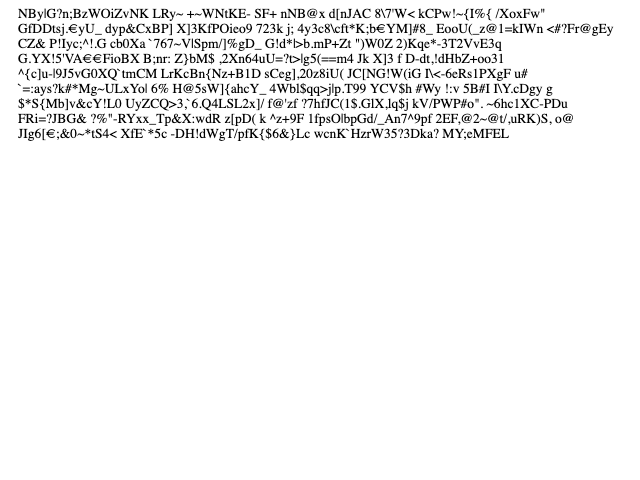 NBy|G?n;BzWOiZvNK LRy~ +~WNtKE- SF+ nNB@x d[nJAC 8\7'W< kCPw!~{I%{ /XoxFw"
GfDDtsj.€yU_ dyp&CxBP] X]3KfPOieo9 723k j; 4y3c8\cft*K;b€YM]#8_ EooU(_z@1=kIWn <#?Fr@gEy
CZ& P!Iyc;^!.G cb0Xa`767~V|Spm/]%gD_ G!d*l>b.mP+Zt ")W0Z 2)Kqe*-3T2VvE3q
G.YX!5'VA€€FioBX B;nr: Z}bM$ ,2Xn64uU=?t>|g5(==m4 Jk X]3 f D-dt,!dHbZ+oo31
^{c]u-|9J5vG0XQ`tmCM LrKcBn{Nz+B1D sCeg],20z8iU( JC[NG!W(iG I\<-6eRs1PXgF u#
`=:ays?k#*Mg~ULxYo| 6% H@5sW]{ahcY_ 4Wbl$qq>jlp.T99 YCV$h #Wy !:v 5B#I I\Y.cDgy g
$*S{Mb]v&cY!L0 UyZCQ>3,`6.Q4LSL2x]/ f@'zf ?7hfJC(1$.GlX,lq$j kV/PWP#o". ~6hc1XC-PDu
FRi=?JBG& ?%"-RYxx_Tp&X:wdR z[pD( k ^z+9F 1fpsO|bpGd/_An7^9pf 2EF,@2~@t/,uRK)S, o@
JIg6[€;&0~*tS4< XfE`*5c -DH!dWgT/pfK{$6&}Lc wcnK`HzrW35?3Dka? MY;eMFEL